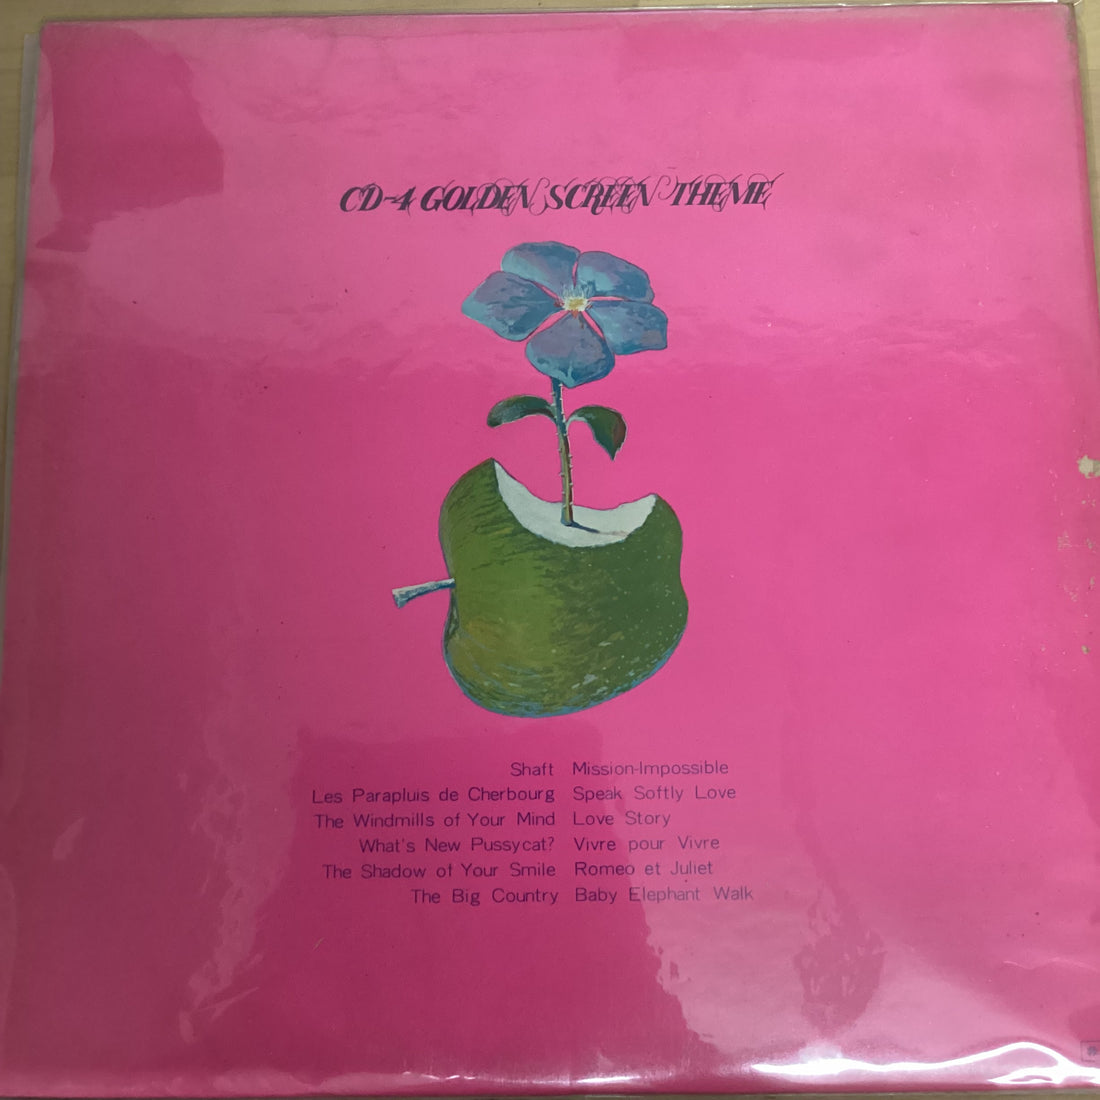 CD-4 GOLDEN SCREEN THEME
Shaft Mission-Impossible
Les Parapluis de Cherbourg Speak Softly Love
The Windmills of Your Mind Love Story
What's New Pussycat? Vivre pour Vivre
The Shadow of Your Smile Romeo et Juliet
The Big Country Baby Elephant Walk